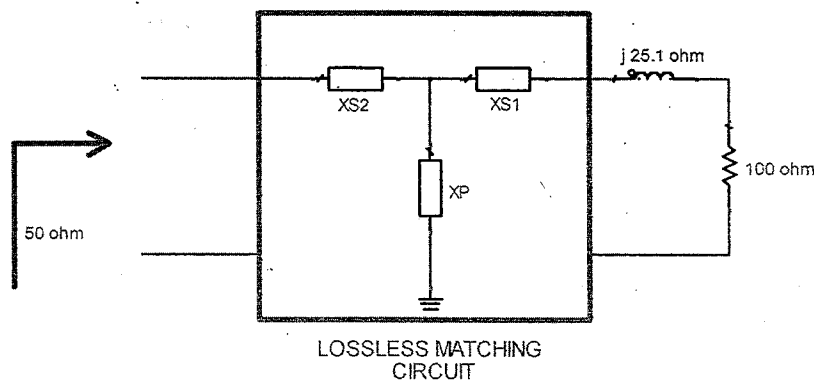 j 25.1 ohm
XS2
XS1
XP
100 ohm
50 ohm
LOSSLESS MATCHING
CIRCUIT